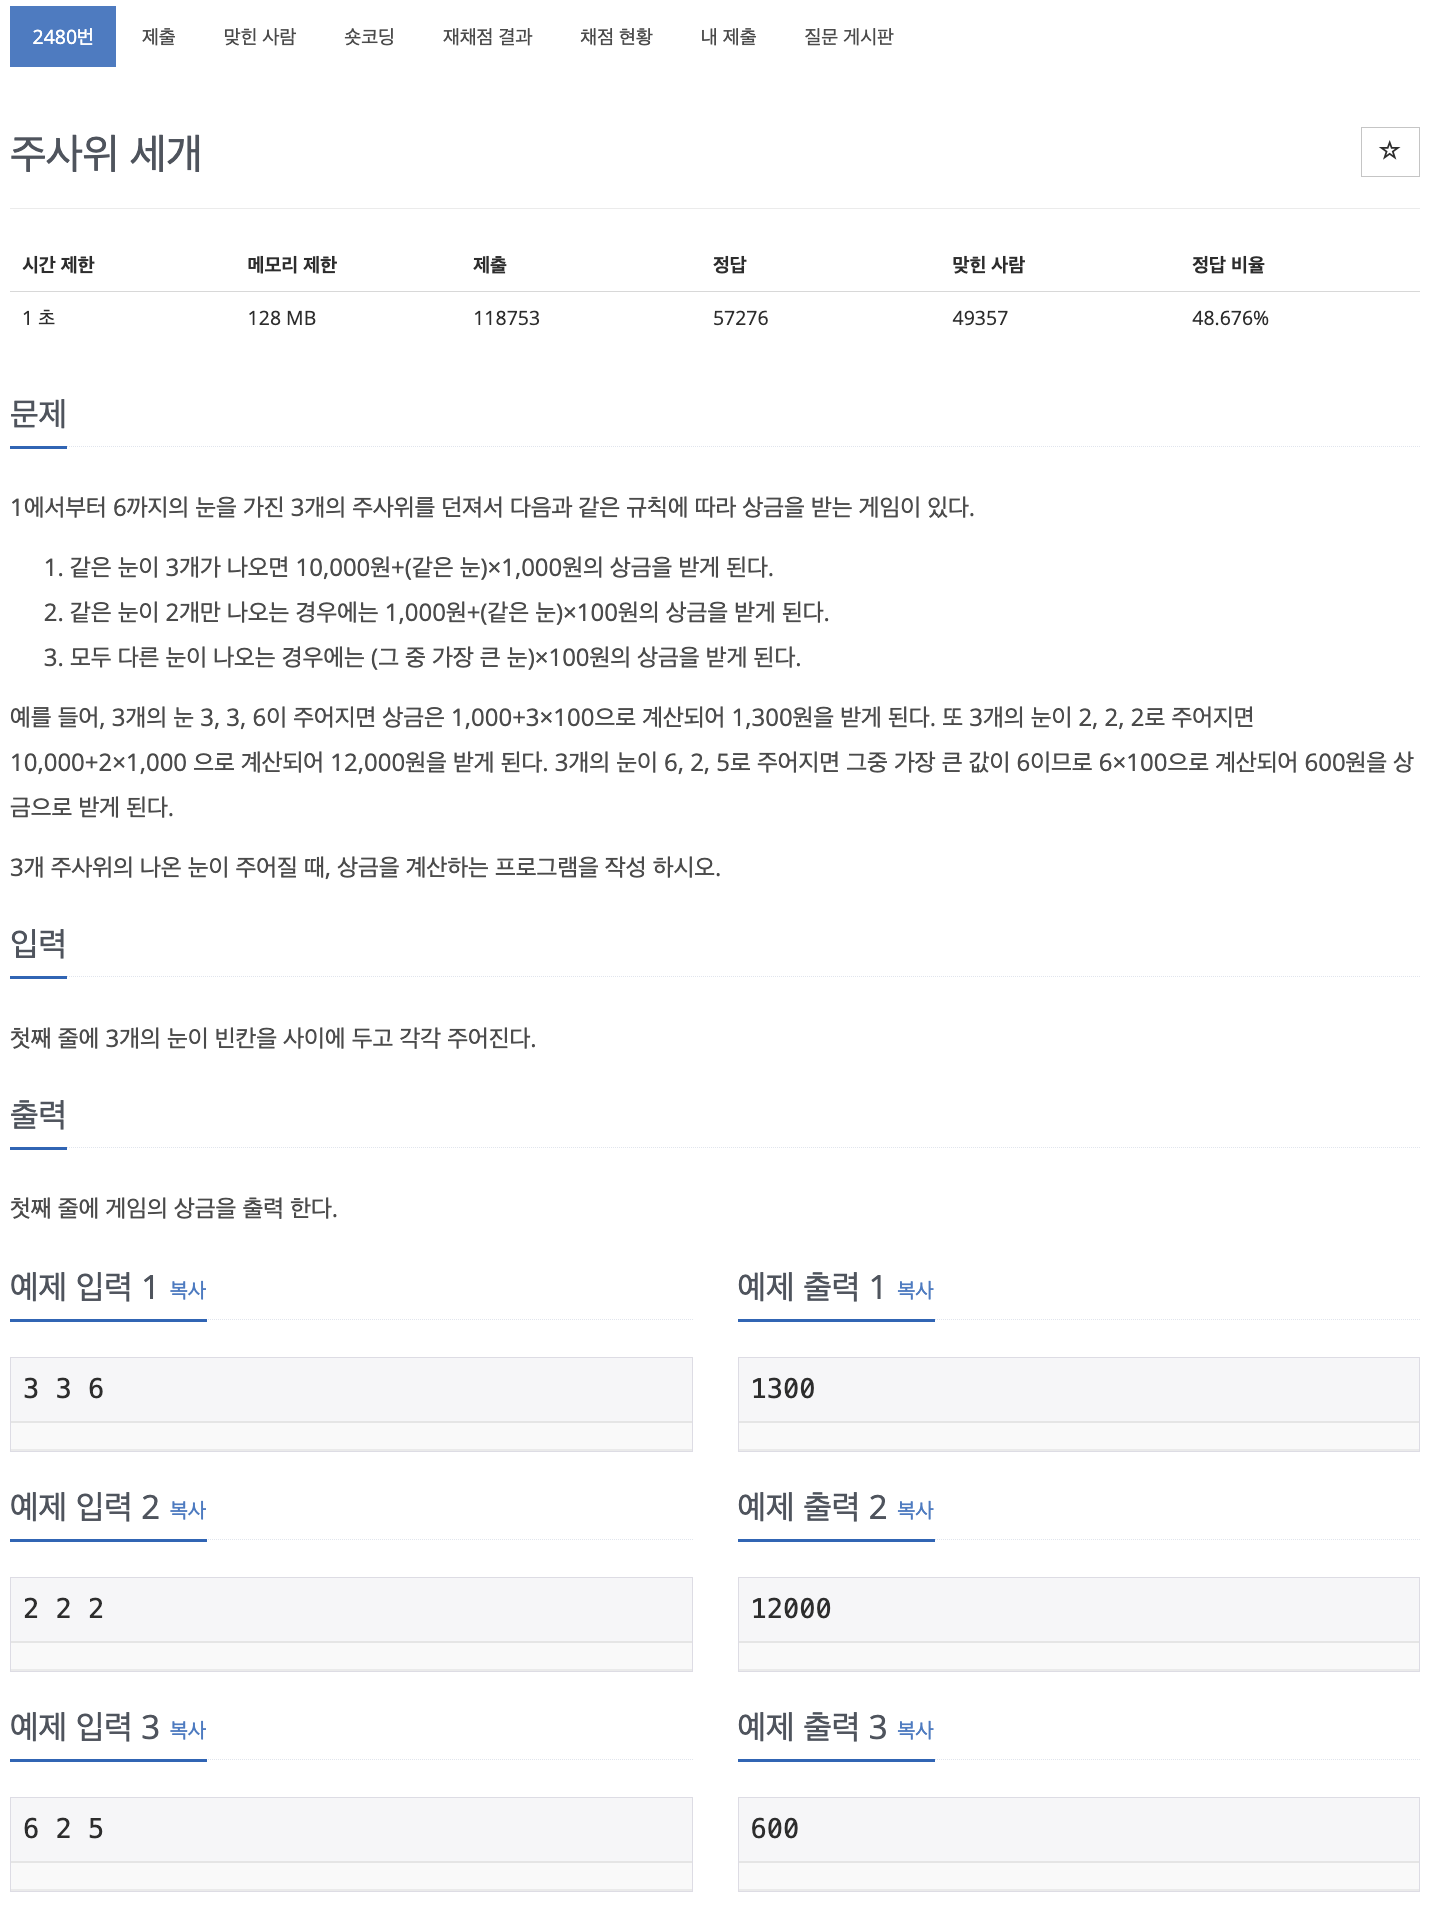 2480번 제출 맞힌 사람 숏코딩 재채점 결과 채점 현황 내 제출 질문 게시판
주사위 세개
☆
시간 제한 메모리 제한 제출 정답 맞힌 사람 정답 비율
1 초 128 MB 118753 57276 49357 48.676%
문제
1에서부터 6까지의 눈을 가진 3개의 주사위를 던져서 다음과 같은 규칙에 따라 상금을 받는 게임이 있다.
1. 같은 눈이 3개가 나오면 10,000원+(같은 눈)×1,000원의 상금을 받게 된다.
2. 같은 눈이 2개만 나오는 경우에는 1,000원+(같은 눈)×100원의 상금을 받게 된다.
3. 모두 다른 눈이 나오는 경우에는 (그 중 가장 큰 눈)×100원의 상금을 받게 된다.
예를 들어, 3개의 눈 3, 3, 6이 주어지면 상금은 1,000+3×100으로 계산되어 1,300원을 받게 된다. 또 3개의 눈이 2, 2, 2로 주어지면
10,000+2×1,000 으로 계산되어 12,000원을 받게 된다. 3개의 눈이 6, 2, 5로 주어지면 그중 가장 큰 값이 6이므로 6×100으로 계산되어 600원을 상
금으로 받게 된다.
3개 주사위의 나온 눈이 주어질 때, 상금을 계산하는 프로그램을 작성 하시오.
입력
첫째 줄에 3개의 눈이 빈칸을 사이에 두고 각각 주어진다.
출력
첫째 줄에 게임의 상금을 출력 한다.
예제 입력 1 복사
3 3 6
예제 출력 1 복사
1300
예제 입력 2 복사
2 2 2
예제 출력 2 복사
12000
예제 입력 3 복사
6 2 5
예제 출력 3 복사
600